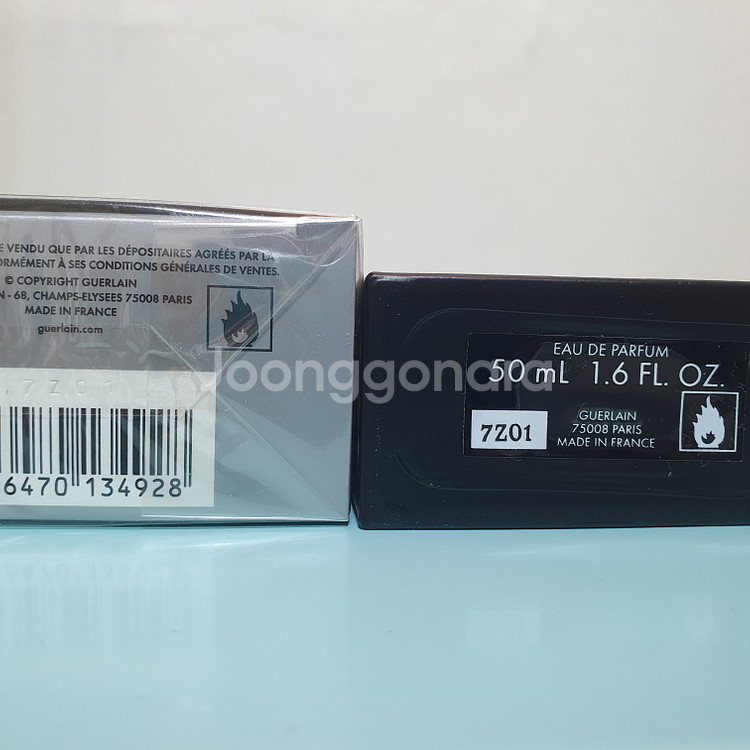 E VENDU QUE PAR LES DÉPOSITAIRES AGRÉÉS PAR LA
ORMÉMENT À SES CONDITIONS GÉNÉRALES DE VENTES.
© COPYRIGHT GUERLAIN
N - 68, CHAMPS-ELYSEES 75008 PARIS
MADE IN FRANCE
guerlain.com
7Z01
6470 134928
Joonggonara
EAU DE PARFUM
50 mL 1.6 FL. OZ.
7Z01
GUERLAIN
75008 PARIS
MADE IN FRANCE